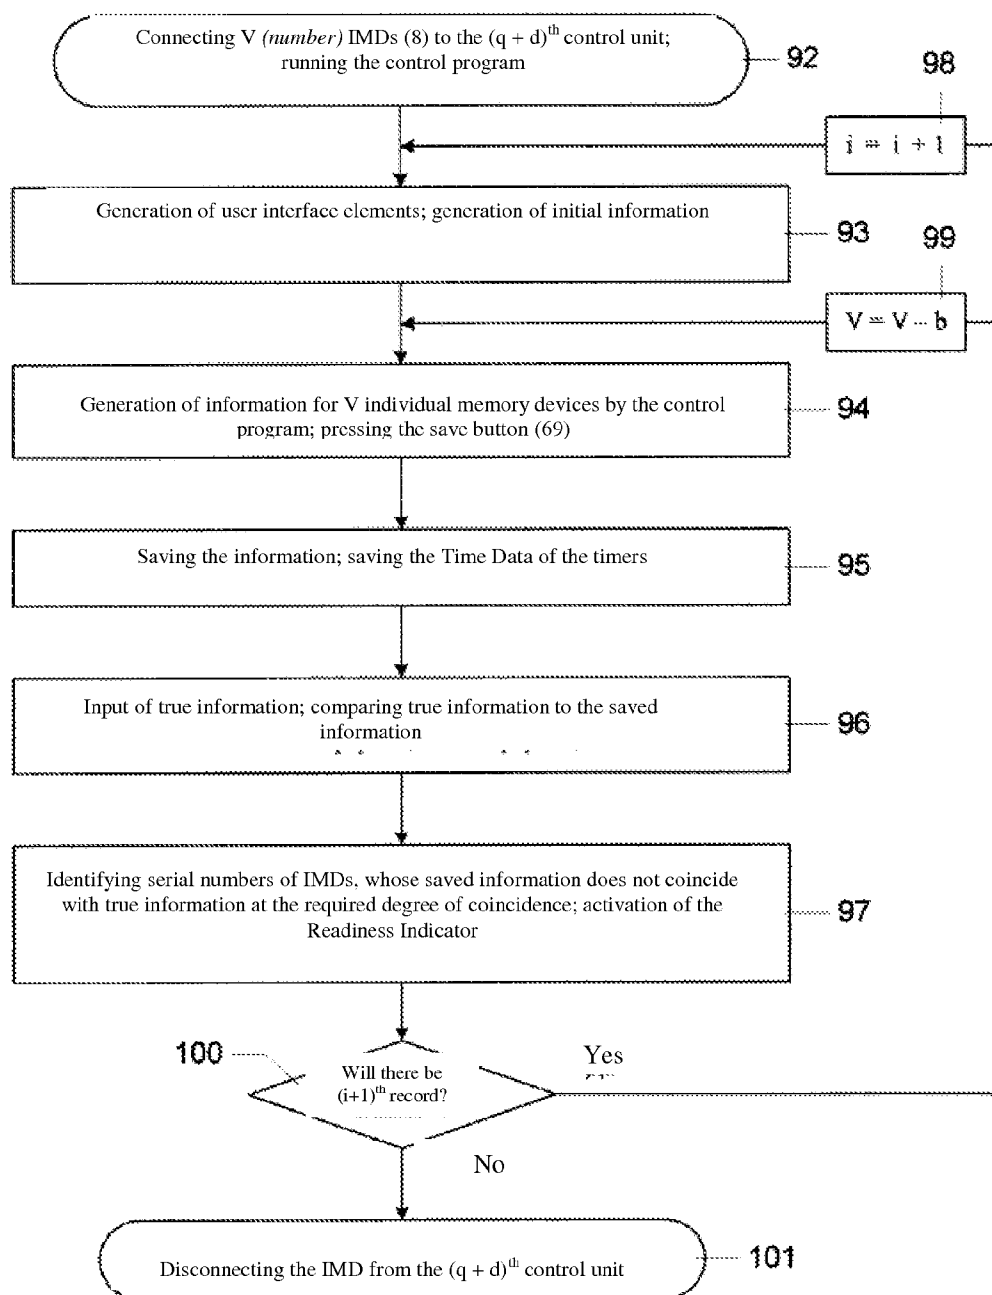 Connecting V (number) IMDs (8) to the (q + d)th control unit;
running the control program
92
98
i = i + 1
Generation of user interface elements; generation of initial information
93
99
V = V - b
Generation of information for V individual memory devices by the control
program; pressing the save button (69)
94
Saving the information; saving the Time Data of the timers
95
Input of true information; comparing true information to the saved
information
96
Identifying serial numbers of IMDs, whose saved information does not coincide
with true information at the required degree of coincidence; activation of the
Readiness Indicator
97
100
Yes
Will there be
(i+1)th record?
No
Disconnecting the IMD from the (q + d)th control unit
101